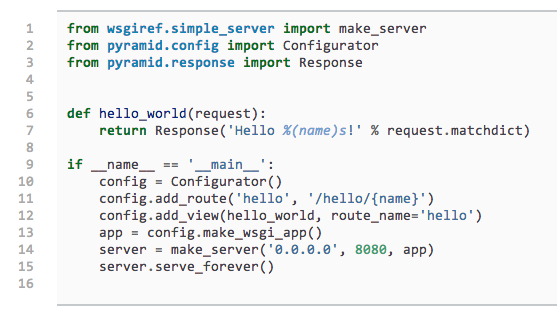 1 from wsgiref.simple_server import make_server
2 from pyramid.config import Configurator
3 from pyramid.response import Response
4
5
6 def hello_world(request):
7     return Response('Hello %(name)s!' % request.matchdict)
8
9 if __name__ == '__main__':
10     config = Configurator()
11     config.add_route('hello', '/hello/{name}')
12     config.add_view(hello_world, route_name='hello')
13     app = config.make_wsgi_app()
14     server = make_server('0.0.0.0', 8080, app)
15     server.serve_forever()
16